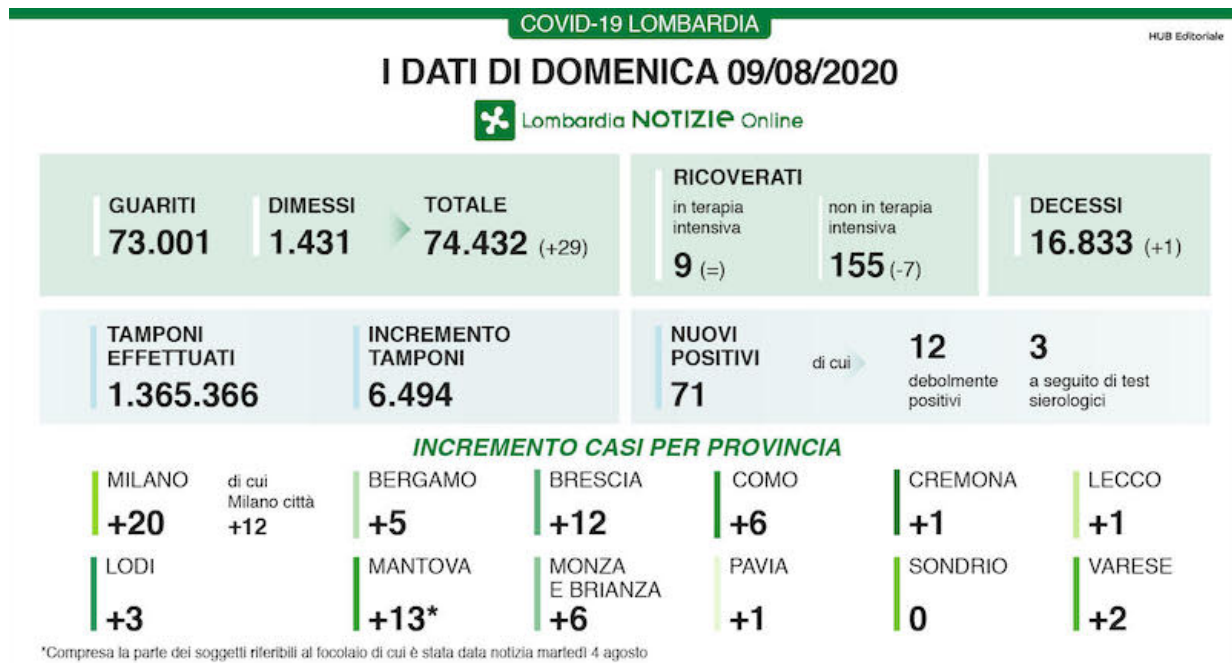 COVID-19 LOMBARDIA
HUB Editoriale
I DATI DI DOMENICA 09/08/2020
Lombardia NOTIZIE Online
GUARITI
73.001
DIMESSI
1.431
TOTALE
74.432 (+29)
RICOVERATI
in terapia
intensiva
9 (=)
non in terapia
intensiva
155 (-7)
DECESSI
16.833 (+1)
TAMPONI
EFFETTUATI
1.365.366
INCREMENTO
TAMPONI
6.494
NUOVI
POSITIVI
71
di cui
12
debolmente
positivi
3
a seguito di test
sierologici
INCREMENTO CASI PER PROVINCIA
MILANO
+20
di cui
Milano città
+12
BERGAMO
+5
BRESCIA
+12
COMO
+6
CREMONA
+1
LECCO
+1
LODI
+3
MANTOVA
+13*
MONZA
E BRIANZA
+6
PAVIA
+1
SONDRIO
0
VARESE
+2
*Compresa la parte dei soggetti riferibili al focolaio di cui è stata data notizia martedì 4 agosto